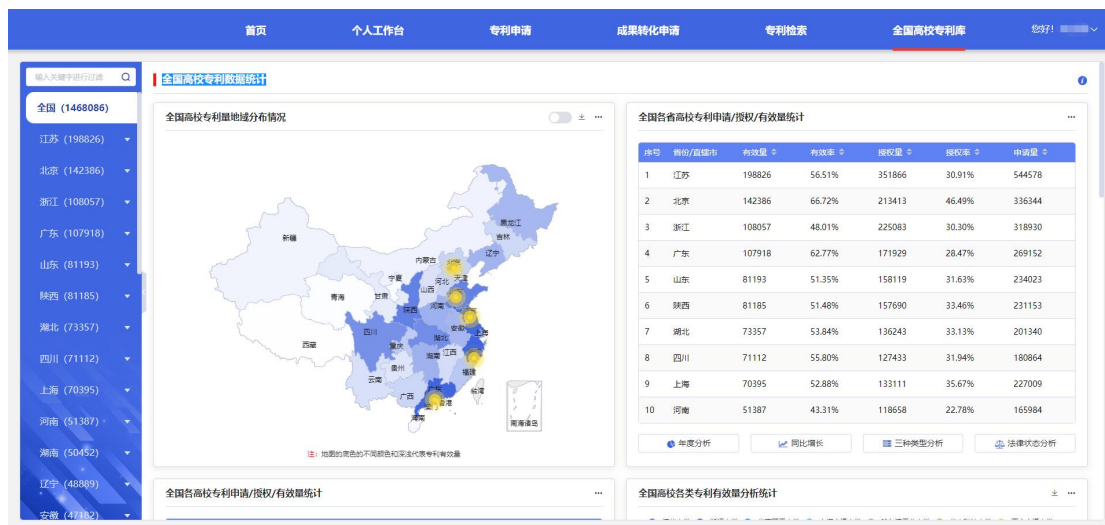 首页 个人工作台 专利申请 成果转化申请 专利检索 全国高校专利库 您好!
输入关键字进行过滤
全国 (1468086)
江苏 (198826)
北京 (142386)
浙江 (108057)
广东 (107918)
山东 (81193)
陕西 (81185)
湖北 (73357)
四川 (71112)
上海 (70395)
河南 (51387)
湖南 (50452)
辽宁 (48889)
安徽 (47182)
全国高校专利数据统计
全国高校专利量地域分布情况
黑龙江
吉林
新疆
辽宁
内蒙古
北京
天津
宁夏
河北
山西
青海
甘肃
陕西
河南
西藏
四川
重庆
湖北
安徽
上海
湖南
江西
贵州
福建
云南
广西
广东
台湾
香港
澳门
海南
南海诸岛
注: 地图的底色的不同颜色和深浅代表专利有效量
全国各省高校专利申请/授权/有效量统计
序号 省份/直辖市 有效量 有效率 授权量 授权率 申请量
1 江苏 198826 56.51% 351866 30.91% 544578
2 北京 142386 66.72% 213413 46.49% 336344
3 浙江 108057 48.01% 225083 30.30% 318930
4 广东 107918 62.77% 171929 28.47% 269152
5 山东 81193 51.35% 158119 31.63% 234023
6 陕西 81185 51.48% 157690 33.46% 231153
7 湖北 73357 53.84% 136243 33.13% 201340
8 四川 71112 55.80% 127433 31.94% 180864
9 上海 70395 52.88% 133111 35.67% 227009
10 河南 51387 43.31% 118658 22.78% 165984
年度分析 同比增长 三种类型分析 法律状态分析
全国各高校专利申请/授权/有效量统计
全国高校各类专利有效量分析统计